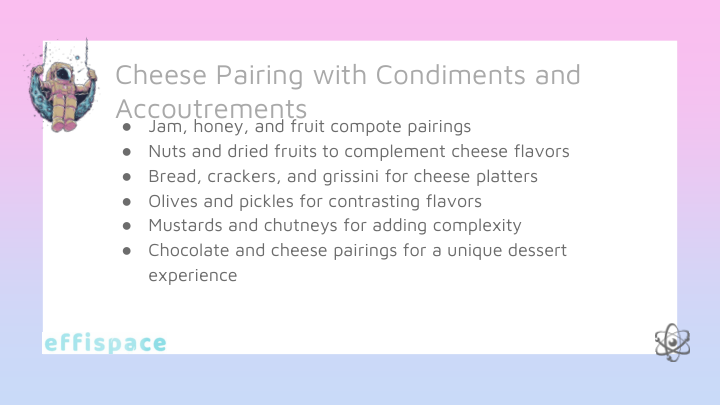 Cheese Pairing with Condiments and
Accoutrements
● Jam, honey, and fruit compote pairings
● Nuts and dried fruits to complement cheese flavors
● Bread, crackers, and grissini for cheese platters
● Olives and pickles for contrasting flavors
● Mustards and chutneys for adding complexity
● Chocolate and cheese pairings for a unique dessert
experience
effispace